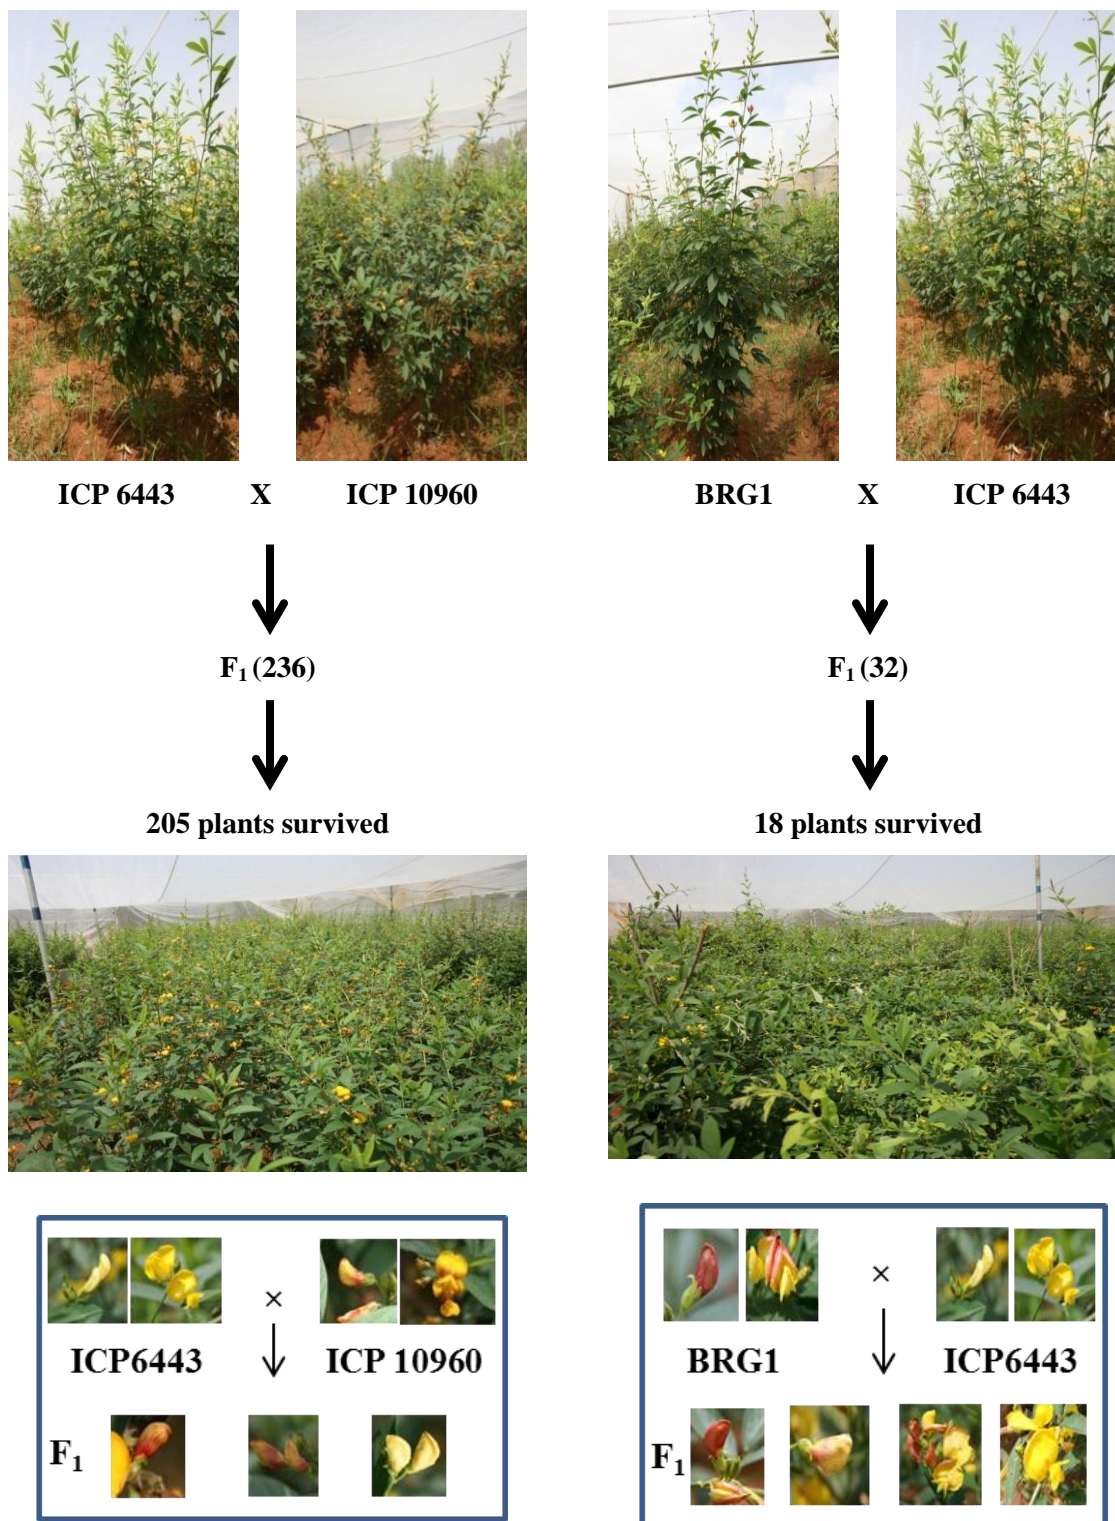 ICP 6443 X ICP 10960
BRG1 X ICP 6443
F₁ (236)
F₁ (32)
205 plants survived
18 plants survived
×
ICP6443 ICP 10960
F₁
×
BRG1 ICP6443
F₁